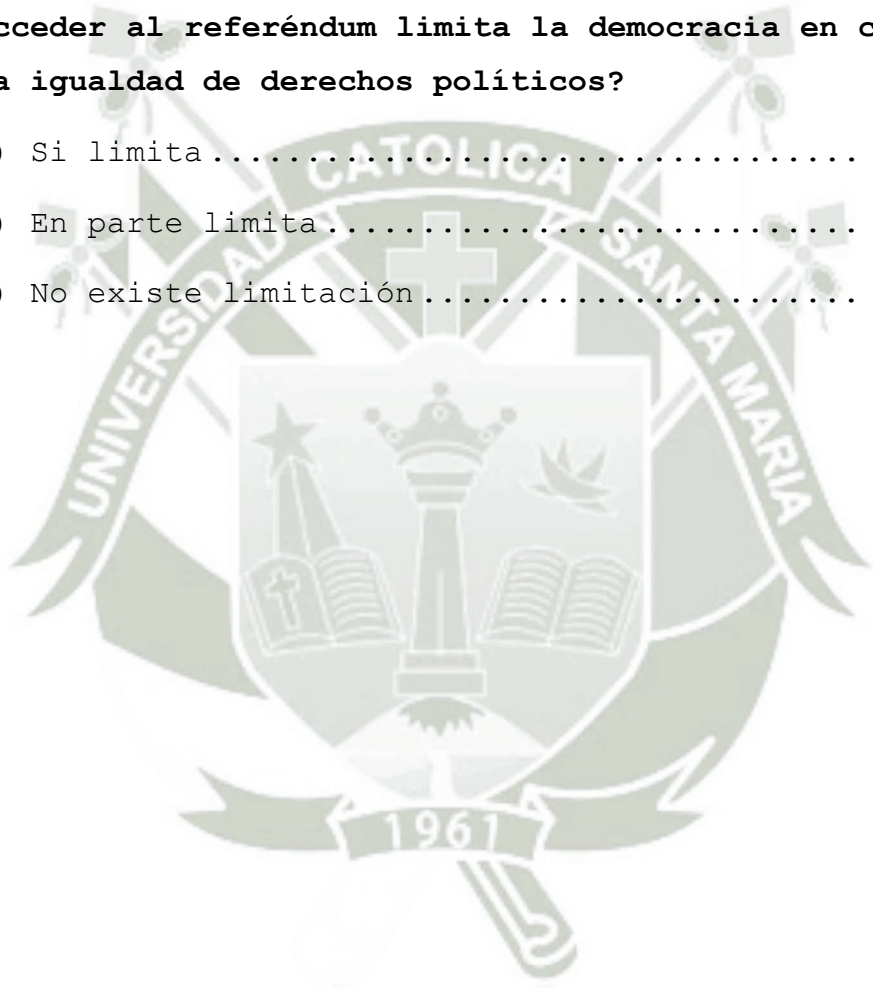 cceder al referéndum limita la democracia en c
a igualdad de derechos políticos?
) Si limita..................................
) En parte limita............................
) No existe limitación.......................
UNIVERSIDAD CATOLICA SANTA MARIA
1961